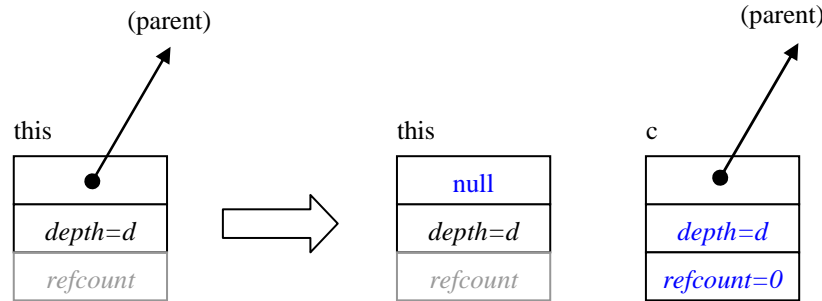 (parent)
(parent)
this
this
c
null
depth=d
depth=d
depth=d
refcount
refcount
refcount=0